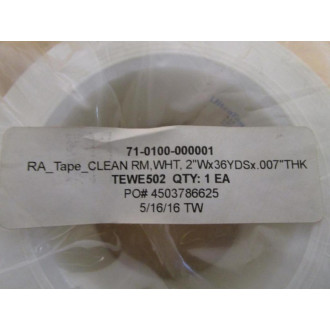 71-0100-000001
RA_Tape_CLEAN RM,WHT, 2"Wx36YDSx.007"THK
TEWE502 QTY: 1 EA
PO# 4503786625
5/16/16 TW